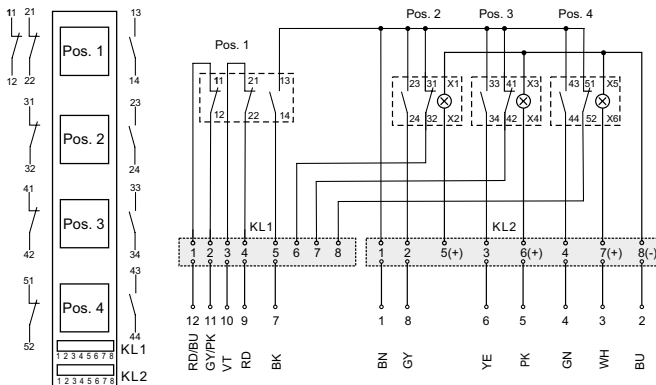 11 21 13
Pos. 1
12 22 14
31 23
Pos. 2
32 24
41 33
Pos. 3
42 34
51 43
Pos. 4
52 44
1 2 3 4 5 6 7 8 KL1
1 2 3 4 5 6 7 8 KL2
Pos. 2 Pos. 3 Pos. 4
Pos. 1
11 21 13 23 31 X1 33 41 X3 43 51 X5
12 22 14 24 32 X2 34 42 X4 44 52 X6
KL1 KL2
1 2 3 4 5 6 7 8 1 2 5(+) 3 6(+) 4 7(+) 8(-)
12 11 10 9 7 1 8 6 5 4 3 2
RD/BU GY/PK VT RD BK BN GY YE PK GN WH BU